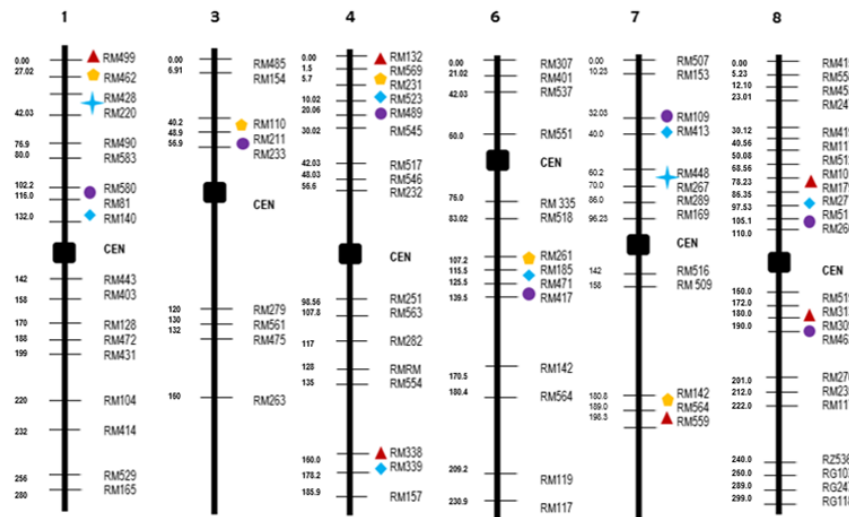 1 3 4 6 7 8
0.00 RM499
27.02 RM462
RM428
42.03 RM220
76.9 RM490
80.0 RM583
102.2 RM580
116.0 RM81
132.0 RM140
CEN
142 RM443
158 RM403
170 RM128
188 RM472
199 RM431
220 RM104
232 RM414
256 RM529
280 RM165
0.00 RM485
6.91 RM154
40.2 RM110
48.9 RM211
56.9 RM233
CEN
120 RM279
130 RM561
132 RM475
160 RM263
0.00 RM132
1.5 RM569
5.7 RM231
10.02 RM523
20.06 RM489
30.02 RM545
42.03 RM517
48.03 RM546
56.6 RM232
CEN
98.56 RM251
107.8 RM563
117 RM282
128 RMRM
135 RM554
160.0 RM338
178.2 RM339
185.9 RM157
0.00 RM307
21.02 RM401
42.03 RM537
60.0 RM551
CEN
76.0 RM 335
83.02 RM518
107.2 RM261
115.5 RM185
125.5 RM471
139.5 RM417
170.5 RM142
180.4 RM564
209.2 RM119
230.9 RM117
0.00 RM507
10.23 RM153
32.03 RM109
40.0 RM413
60.2 RM448
70.0 RM267
86.0 RM289
96.23 RM169
CEN
142 RM516
158 RM 509
180.8 RM142
189.0 RM564
198.3 RM559
0.00
5.23
12.10
23.01
30.12
40.56
50.08
68.56
78.23
86.35
97.53
105.1
110.0
CEN
160.0
172.0
180.0
190.0
201.0
212.0
222.0
240.0 RZ536
260.0
289.0
299.0